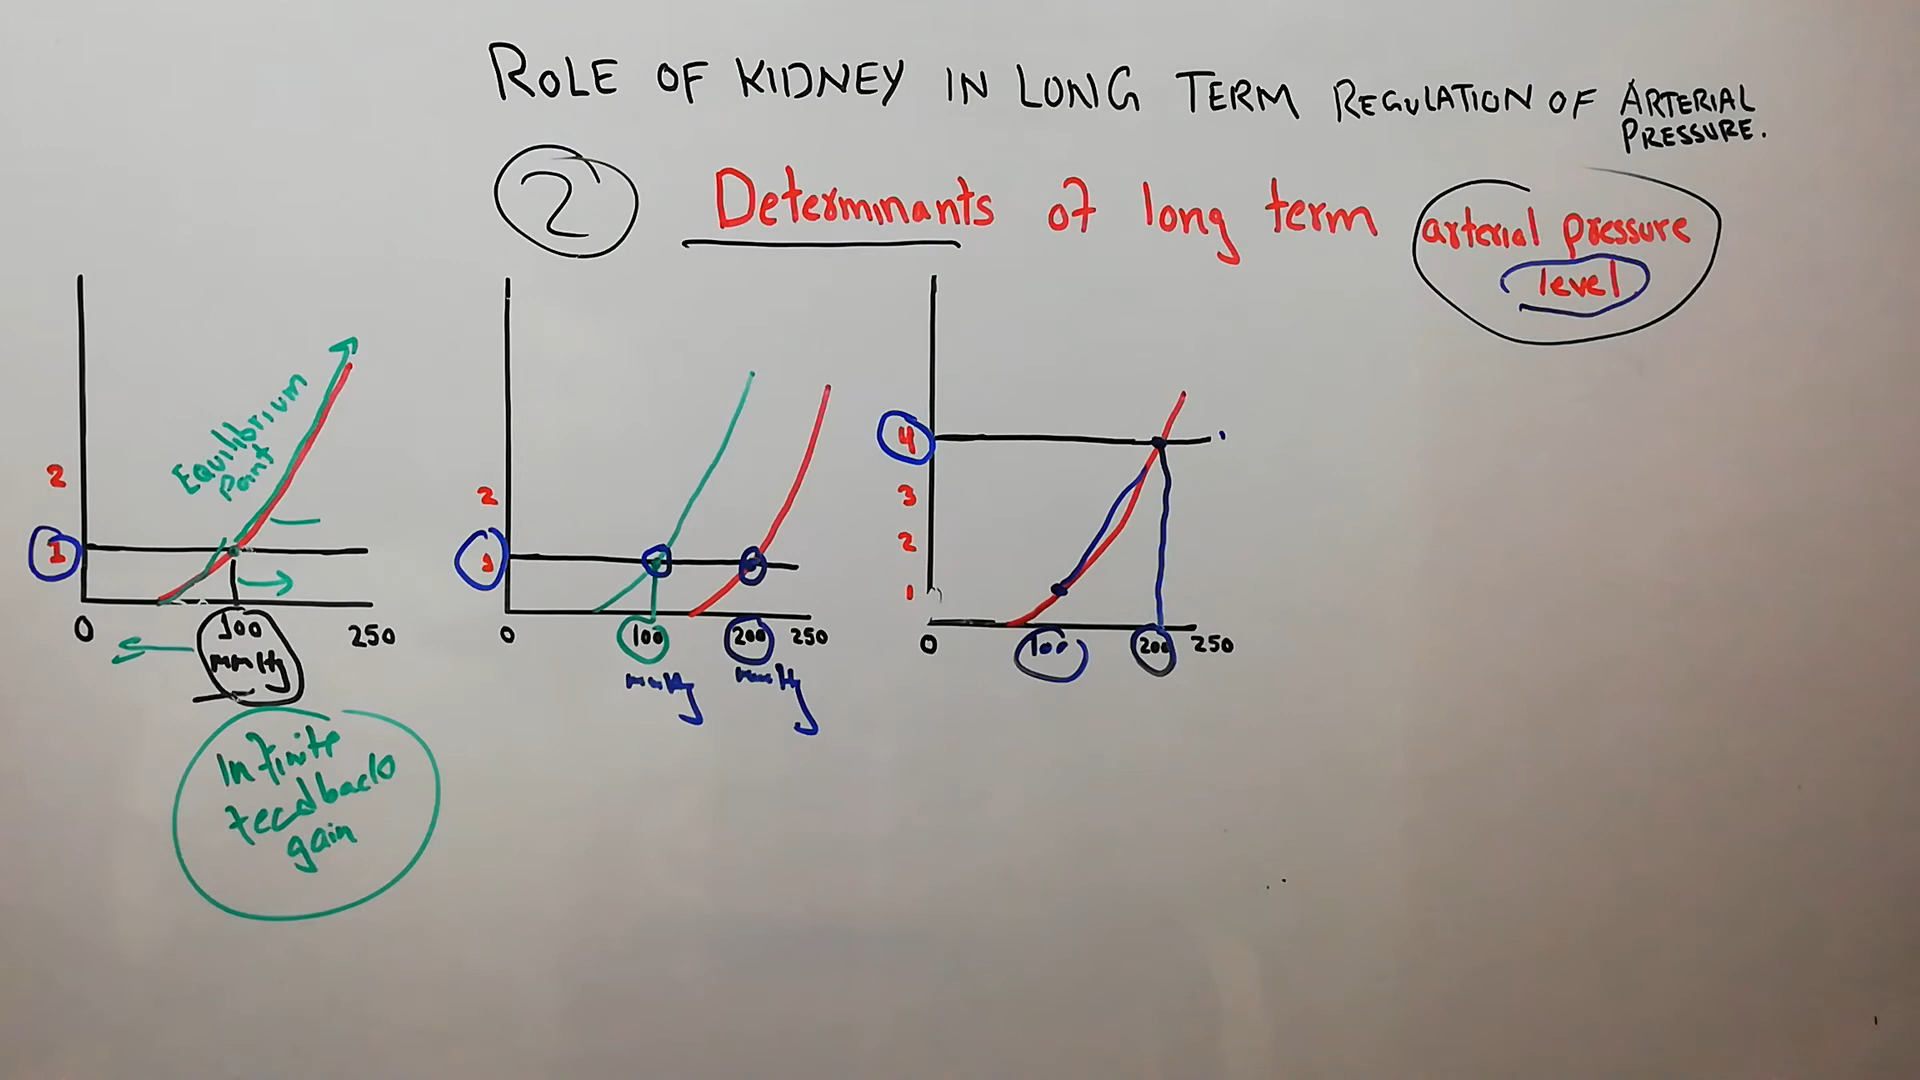 ROLE OF KIDNEY IN LONG TERM REGULATION OF ARTERIAL
PRESSURE.
2 Determinants of long term arterial pressure
level
Equilibrium
Point
2
1
0 100 250
mmHg
Infinite
feedback
gain
2
1
0 100 200 250
mmHg mmHg
4
3
2
1
0 100 200 250